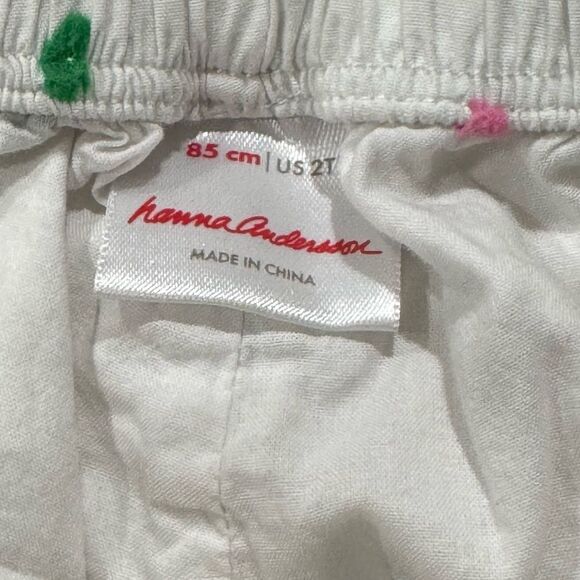 85 cm | US 2T
hanna Andersson
MADE IN CHINA